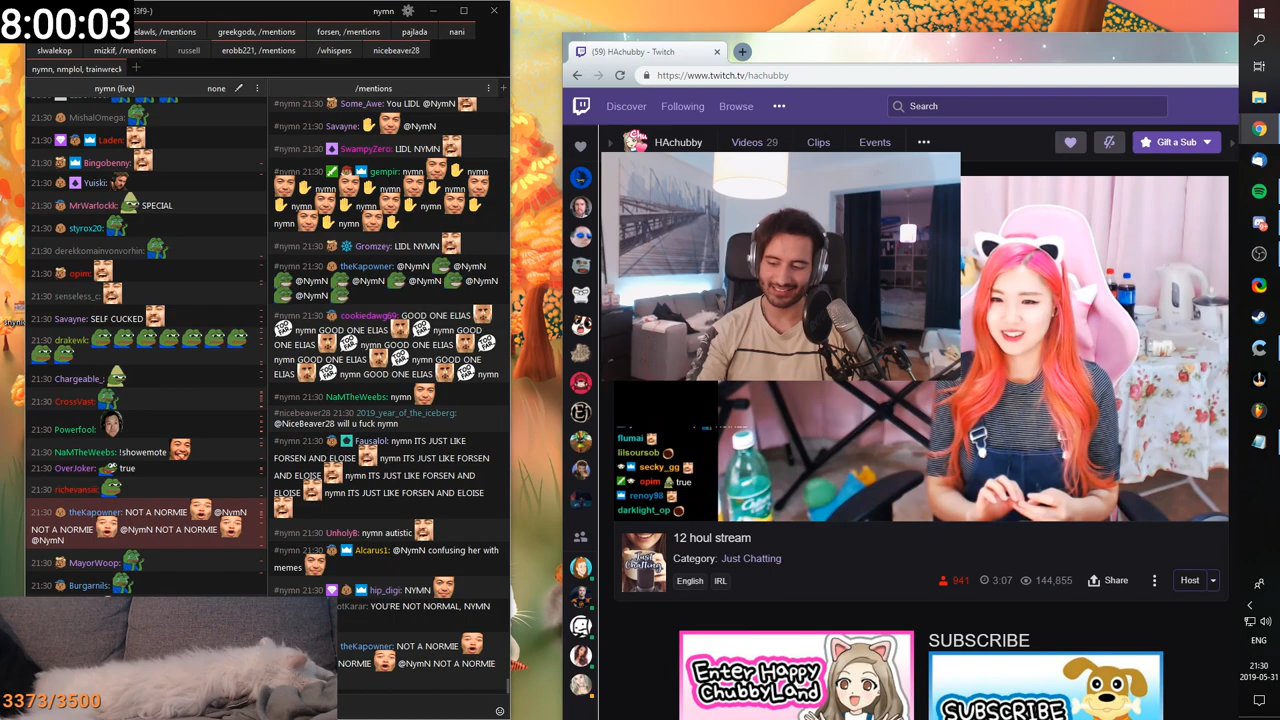 8:00:03
93f9-)
nymn
elawls, /mentions
greekgodx, /mentions
forsen, /mentions
pajlada
nani
slwalekop
mizkif, /mentions
russell
erobb221, /mentions
/whispers
nicebeaver28
nymn, nmplol, trainwreck
nymn (live)
none
21:30 MishalOmega:
21:30 Laden:
21:30 Bingobenny:
21:30 Yuiski:
21:30 MrWarlockk: SPECIAL
21:30 styrox20:
21:30 derekkomainvonvorhin:
21:30 opim:
21:30 senseless_c:
21:30 Savayne: SELF CUCKED
21:30 drakewk:
21:30 Chargeable_:
21:30 CrossVast:
21:30 Powerfool:
21:30 NaMTheWeebs: !showemote
21:30 OverJoker: true
21:30 richevansiii:
21:30 theKapowner: NOT A NORMIE @NymN
NOT A NORMIE @NymN NOT A NORMIE
@NymN
21:30 MayorWoop:
21:30 Burgarnils:
3373/3500
/mentions
#nymn 21:30 Some_Awe: You LIDL @NymN
#nymn 21:30 Savayne: @NymN
#nymn 21:30 SwampyZero: LIDL NYMN
#nymn 21:30 gempir: nymn nymn
nymn nymn nymn
nymn nymn nymn
nymn nymn
#nymn 21:30 Gromzey: LIDL NYMN
#nymn 21:30 theKapowner: @NymN @NymN
@NymN @NymN @NymN
@NymN @NymN
#nymn 21:30 cookiedawg69: GOOD ONE ELIAS
nymn GOOD ONE ELIAS nymn GOOD
ONE ELIAS nymn GOOD ONE ELIAS
nymn GOOD ONE ELIAS nymn GOOD ONE
ELIAS nymn GOOD ONE ELIAS nymn
#nymn 21:30 NaMTheWeebs: nymn
#nicebeaver28 21:30 2019_year_of_the_iceberg:
@NiceBeaver28 will u fuck nymn
#nymn 21:30 Fausalol: nymn ITS JUST LIKE
FORSEN AND ELOISE nymn ITS JUST LIKE FORSEN
AND ELOISE nymn ITS JUST LIKE FORSEN AND
ELOISE nymn ITS JUST LIKE FORSEN AND ELOISE
#nymn 21:30 UnholyB: nymn autistic
#nymn 21:30 Alcarus1: @NymN confusing her with
memes
#nymn 21:30 hip_digi: NYMN
otKarar: YOU'RE NOT NORMAL, NYMN
theKapowner: NOT A NORMIE
NORMIE @NymN NOT A NORMIE
(59) HAchubby - Twitch
https://www.twitch.tv/hachubby
Discover
Following
Browse
Search
HAchubby
Videos 29
Clips
Events
Gift a Sub
flumai
lilsoursob
secky_gg
opim true
renoy98
darklight_op
12 houl stream
Category: Just Chatting
Just Chatting
English
IRL
941
3:07
144,855
Share
Host
Enter Happy
ChubbyLand
SUBSCRIBE
SUBSCRIBE
ENG
21:30
2019-05-31